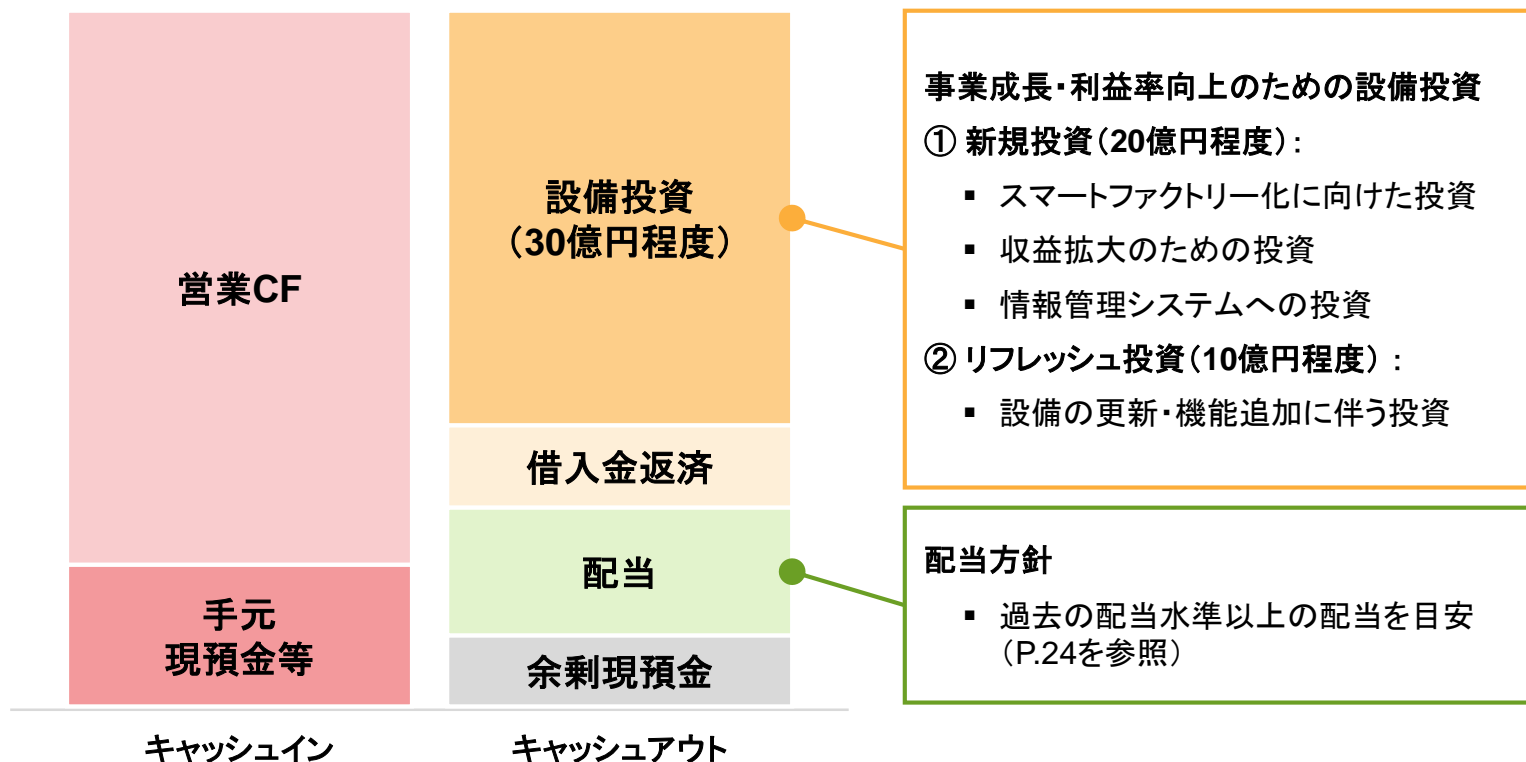 営業CF
手元
現預金等
キャッシュイン
設備投資
（30億円程度）
借入金返済
配当
余剰現預金
キャッシュアウト
事業成長・利益率向上のための設備投資
① 新規投資（20億円程度）：
▪ スマートファクトリー化に向けた投資
▪ 収益拡大のための投資
▪ 情報管理システムへの投資
② リフレッシュ投資（10億円程度）：
▪ 設備の更新・機能追加に伴う投資
配当方針
▪ 過去の配当水準以上の配当を目安
（P.24を参照）